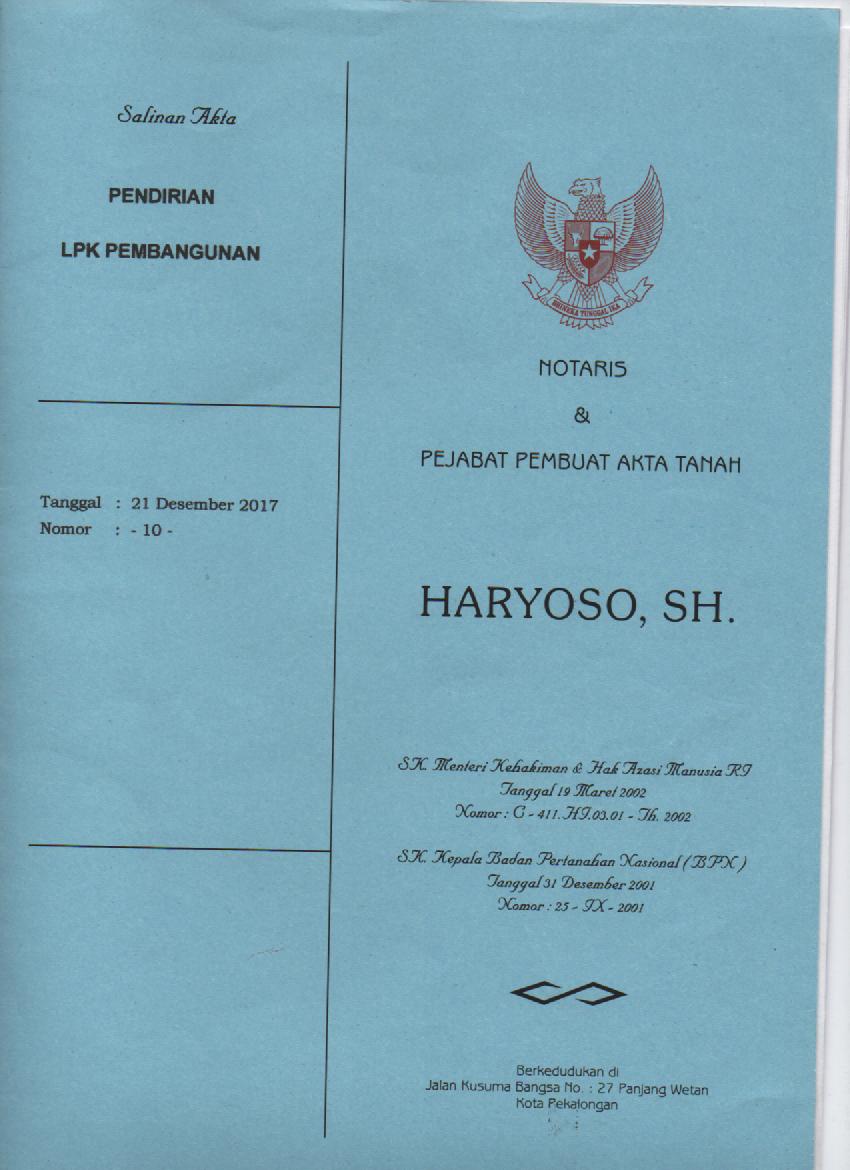 Salinan Akta
PENDIRIAN
LPK PEMBANGUNAN
Tanggal : 21 Desember 2017
Nomor : - 10 -
BHINEKA TUNGGAL IKA
NOTARIS
&
PEJABAT PEMBUAT AKTA TANAH
HARYOSO, SH.
SK. Menteri Kehakiman & Hak Azasi Manusia RI
Tanggal 19 Maret 2002
Nomor : C - 411.HT.03.01 - Th. 2002
SK. Kepala Badan Pertanahan Nasional ( BPN )
Tanggal 31 Desember 2001
Nomor : 25 - IX - 2001
Berkedudukan di
Jalan Kusuma Bangsa No. : 27 Panjang Wetan
Kota Pekalongan